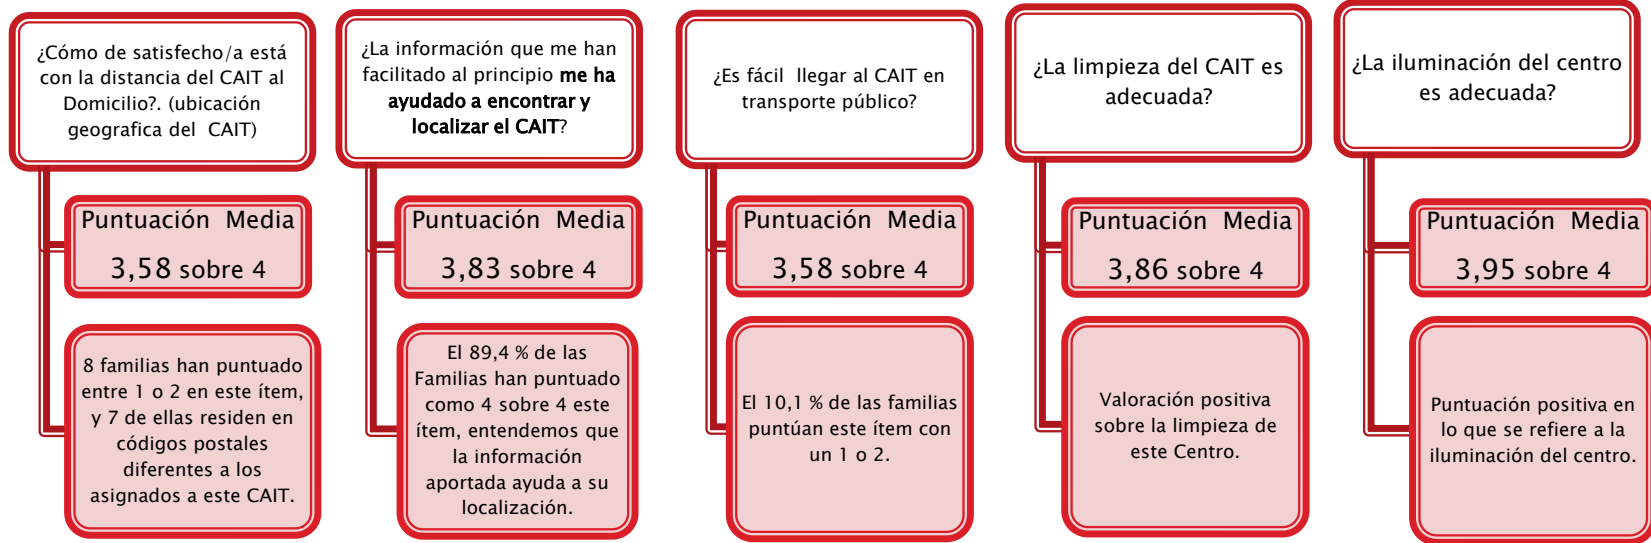 ¿Cómo de satisfecho/a está
con la distancia del CAIT al
Domicilio?. (ubicación
geografica del CAIT)
Puntuación Media
3,58 sobre 4
8 familias han puntuado
entre 1 o 2 en este ítem,
y 7 de ellas residen en
códigos postales
diferentes a los
asignados a este CAIT.
¿La información que me han
facilitado al principio me ha
ayudado a encontrar y
localizar el CAIT?
Puntuación Media
3,83 sobre 4
El 89,4 % de las
Familias han puntuado
como 4 sobre 4 este
ítem, entendemos que
la información
aportada ayuda a su
localización.
¿Es fácil llegar al CAIT en
transporte público?
Puntuación Media
3,58 sobre 4
El 10,1 % de las familias
puntúan este ítem con
un 1 o 2.
¿La limpieza del CAIT es
adecuada?
Puntuación Media
3,86 sobre 4
Valoración positiva
sobre la limpieza de
este Centro.
¿La iluminación del centro
es adecuada?
Puntuación Media
3,95 sobre 4
Puntuación positiva en
lo que se refiere a la
iluminación del centro.